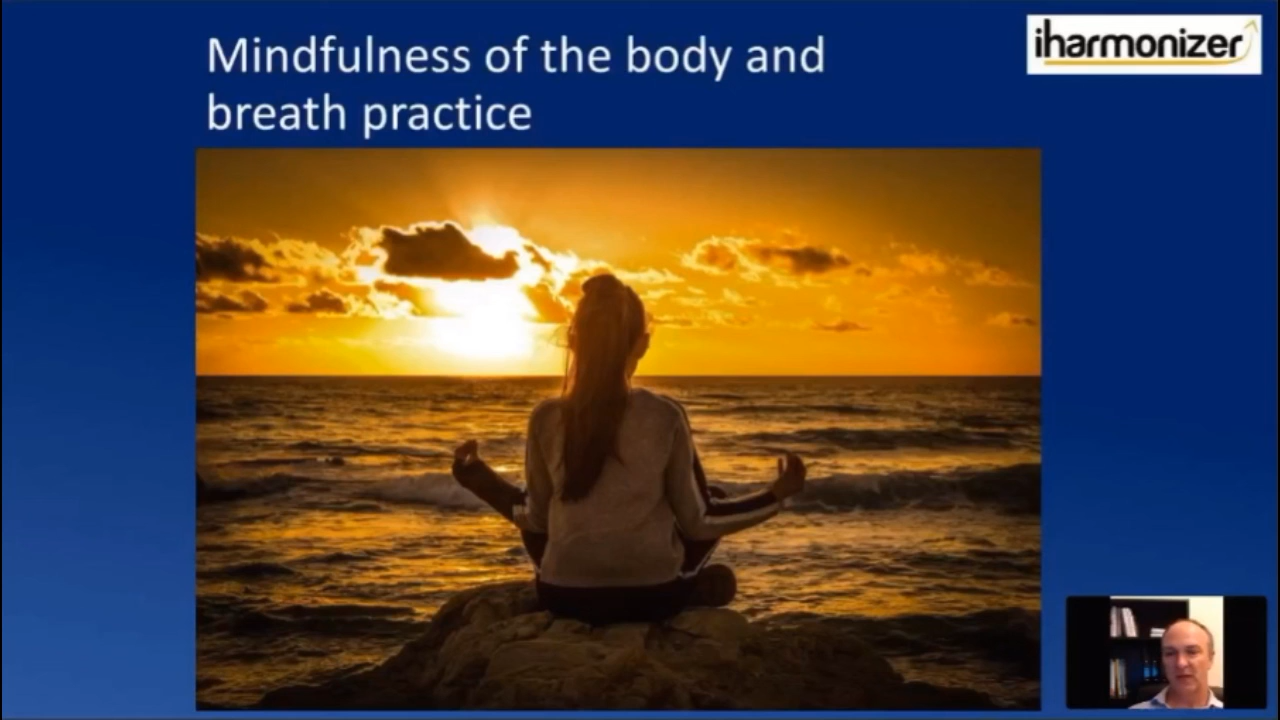 Mindfulness of the body and
breath practice
iharmonizer